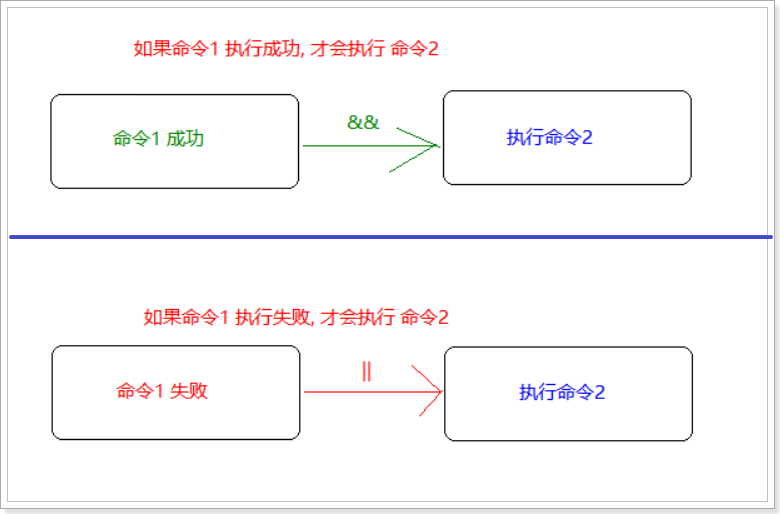 如果命令1 执行成功, 才会执行 命令2
&&
命令1 成功
执行命令2
如果命令1 执行失败, 才会执行 命令2
||
命令1 失败
执行命令2